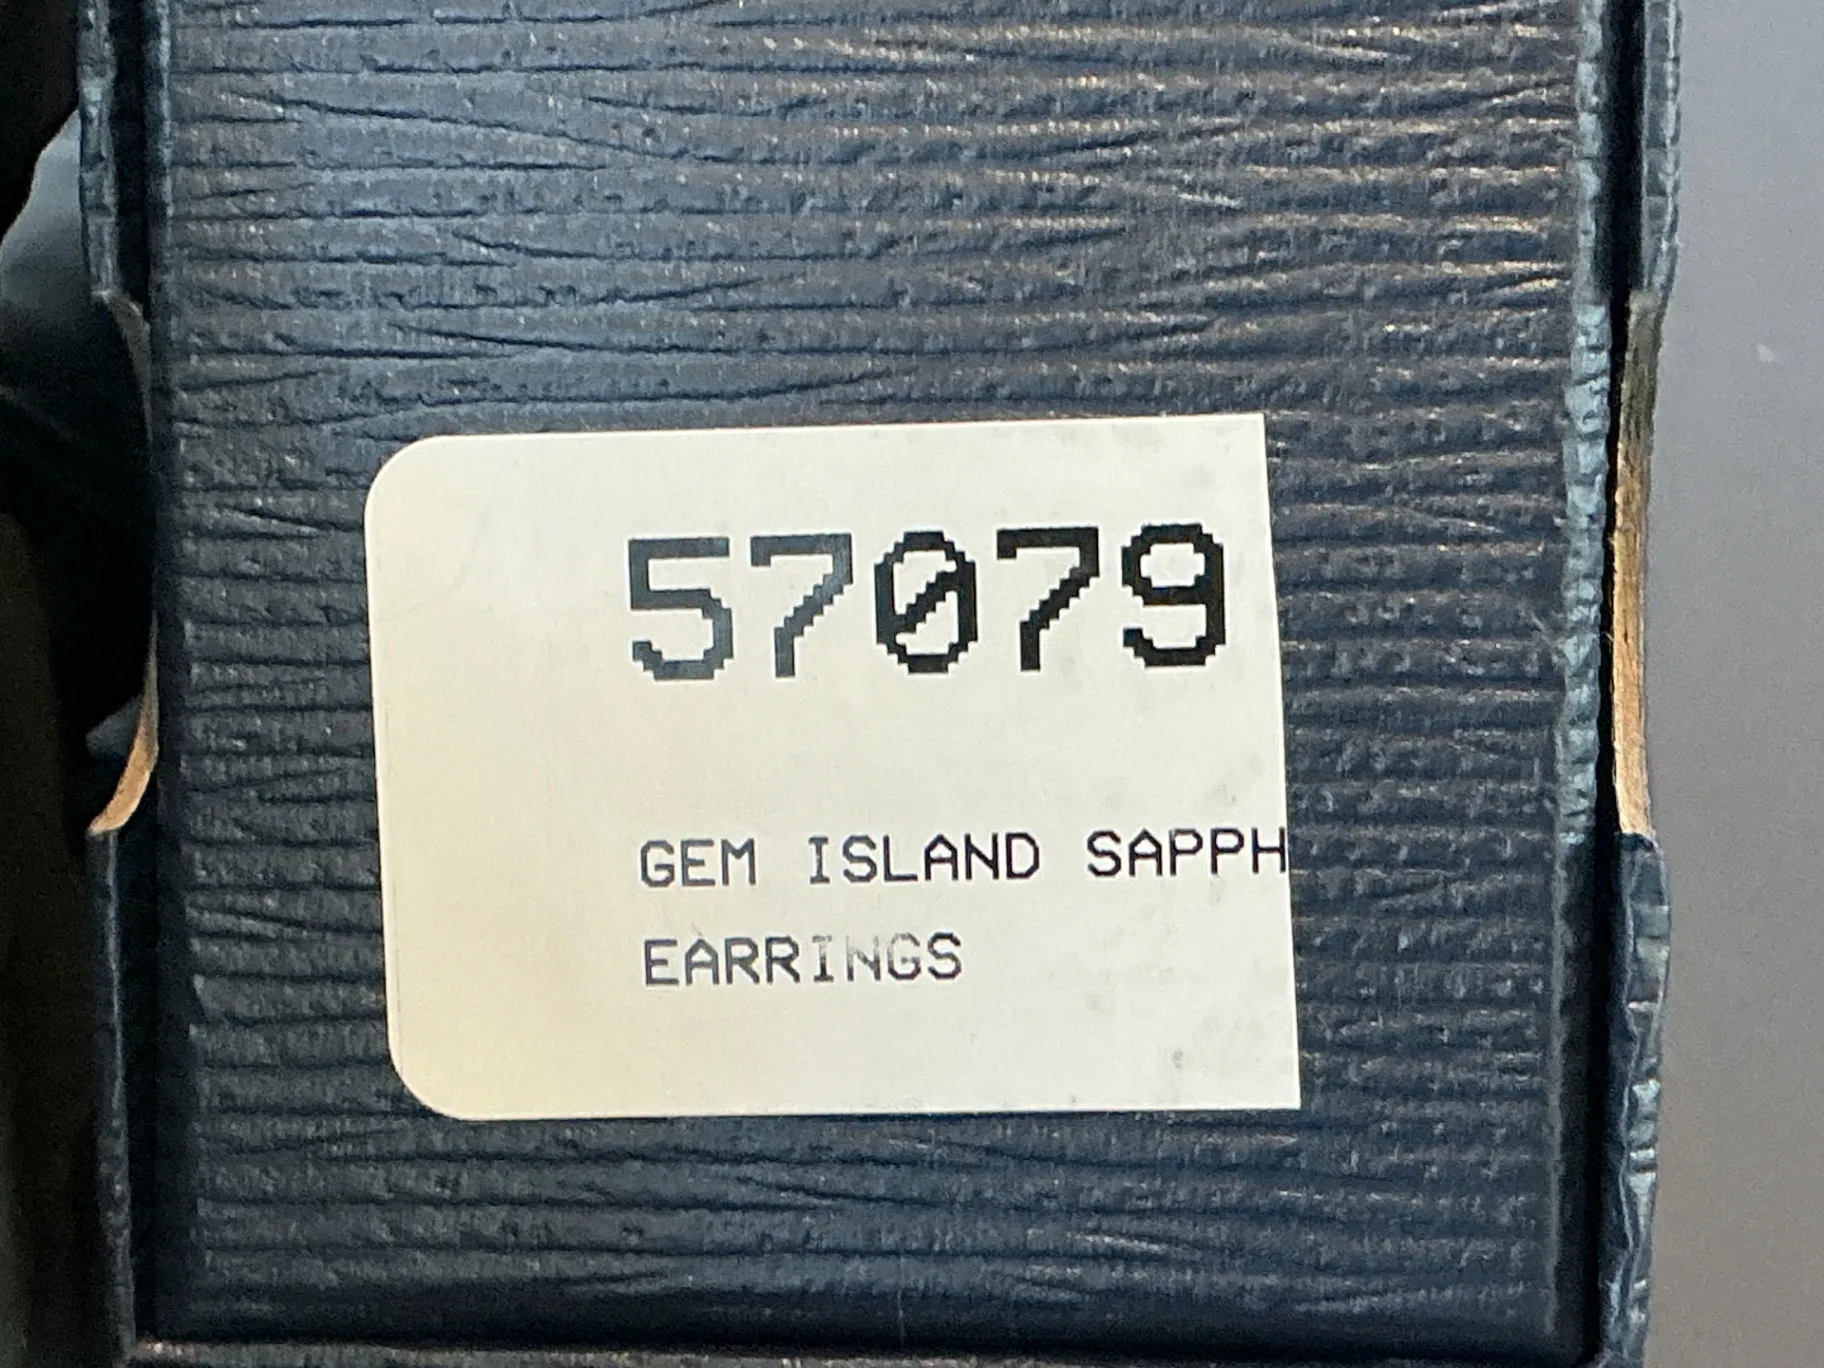 57079
GEM ISLAND SAPPH
EARRINGS